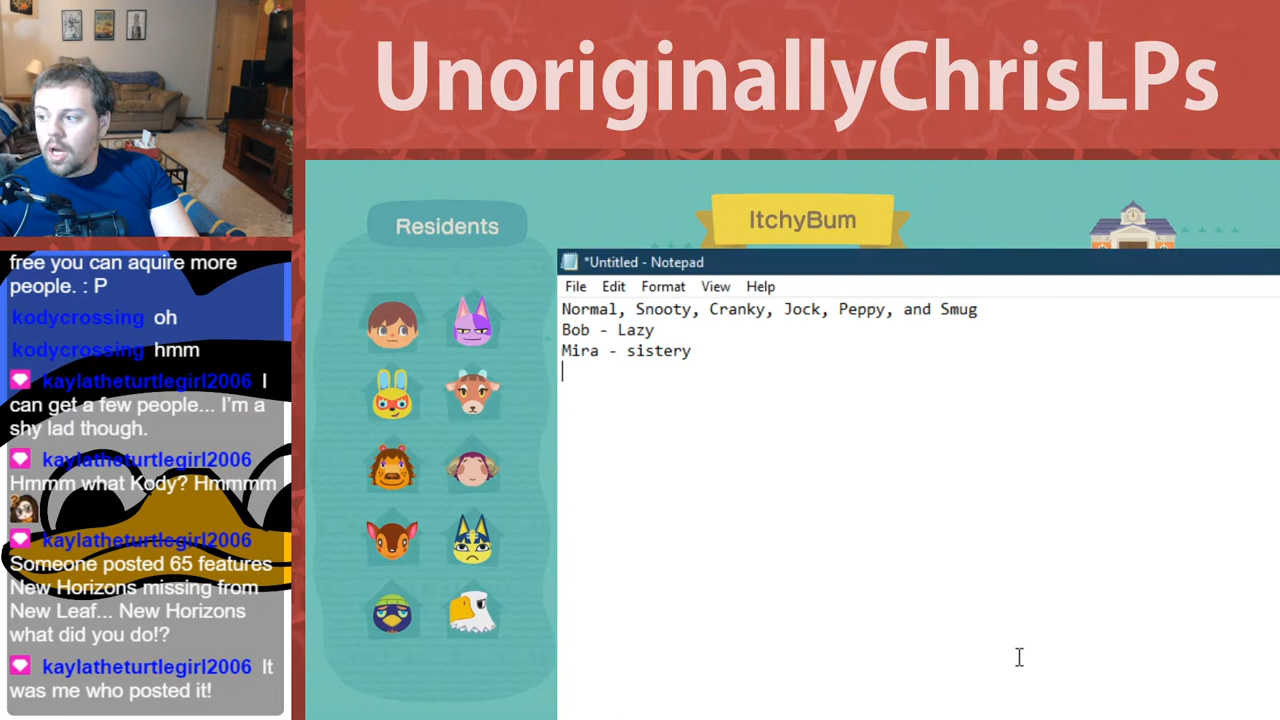 UnoriginallyChrisLPs
free you can aquire more
people. : P
kodycrossing oh
kodycrossing hmm
kaylatheturtlegirl2006 I
can get a few people... I'm a
shy lad though.
kaylatheturtlegirl2006
Hmmm what Kody? Hmmmm
kaylatheturtlegirl2006
Someone posted 65 features
New Horizons missing from
New Leaf... New Horizons
what did you do!?
kaylatheturtlegirl2006 It
was me who posted it!
Residents
ItchyBum
*Untitled - Notepad
File Edit Format View Help
Normal, Snooty, Cranky, Jock, Peppy, and Smug
Bob - Lazy
Mira - sistery